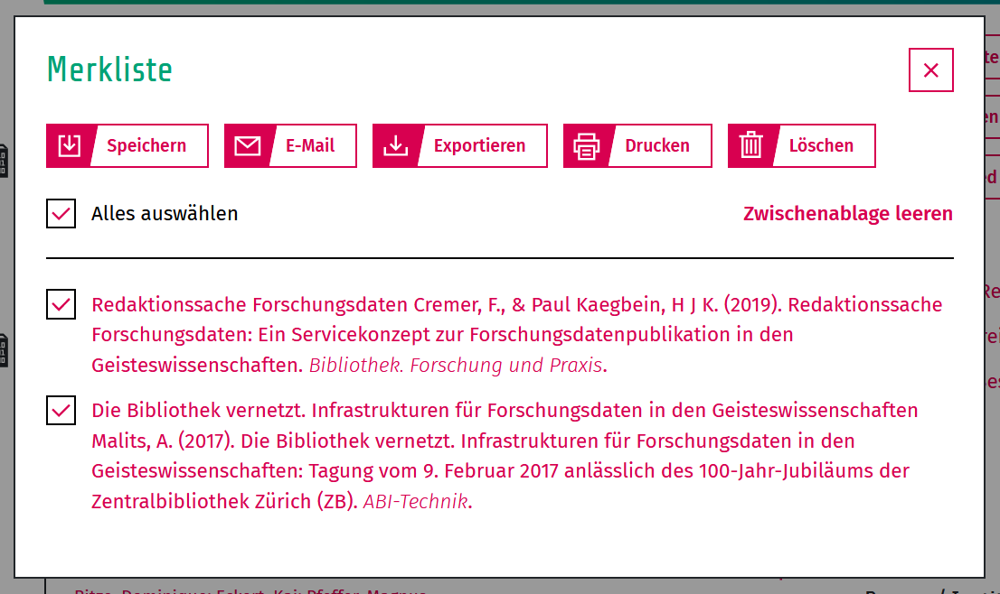 Merkliste
Speichern
E-Mail
Exportieren
Drucken
Löschen
Alles auswählen
Zwischenablage leeren
Redaktionssache Forschungsdaten Cremer, F., & Paul Kaegbein, H J K. (2019). Redaktionssache
Forschungsdaten: Ein Servicekonzept zur Forschungsdatenpublikation in den
Geisteswissenschaften. Bibliothek. Forschung und Praxis.
Die Bibliothek vernetzt. Infrastrukturen für Forschungsdaten in den Geisteswissenschaften
Malits, A. (2017). Die Bibliothek vernetzt. Infrastrukturen für Forschungsdaten in den
Geisteswissenschaften: Tagung vom 9. Februar 2017 anlässlich des 100-Jahr-Jubiläums der
Zentralbibliothek Zürich (ZB). ABI-Technik.